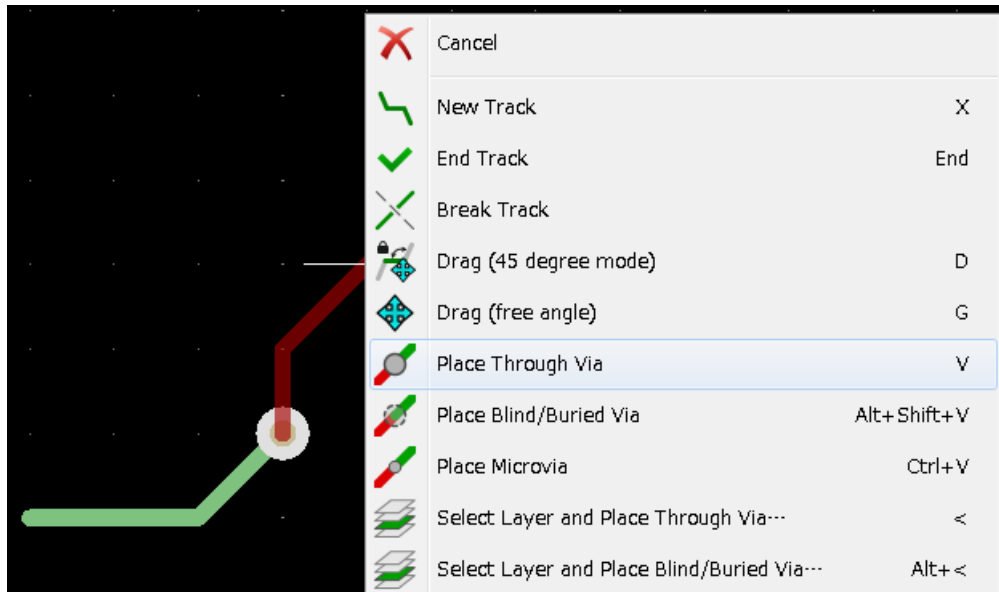 Cancel
New Track X
End Track End
Break Track
Drag (45 degree mode) D
Drag (free angle) G
Place Through Via V
Place Blind/Buried Via Alt+Shift+V
Place Microvia Ctrl+V
Select Layer and Place Through Via··· <
Select Layer and Place Blind/Buried Via··· Alt+<